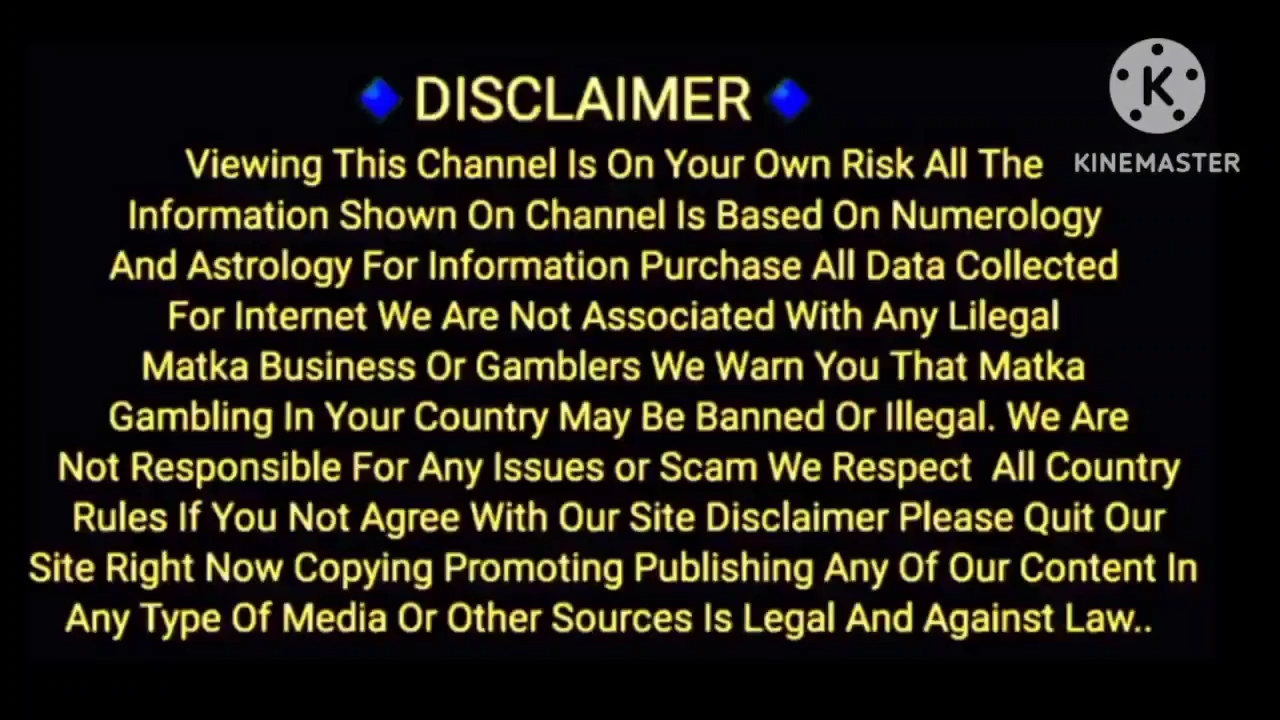 DISCLAIMER
Viewing This Channel Is On Your Own Risk All The
Information Shown On Channel Is Based On Numerology
And Astrology For Information Purchase All Data Collected
For Internet We Are Not Associated With Any Lilegal
Matka Business Or Gamblers We Warn You That Matka
Gambling In Your Country May Be Banned Or Illegal. We Are
Not Responsible For Any Issues or Scam We Respect All Country
Rules If You Not Agree With Our Site Disclaimer Please Quit Our
Site Right Now Copying Promoting Publishing Any Of Our Content In
Any Type Of Media Or Other Sources Is Legal And Against Law..
K
KINEMASTER